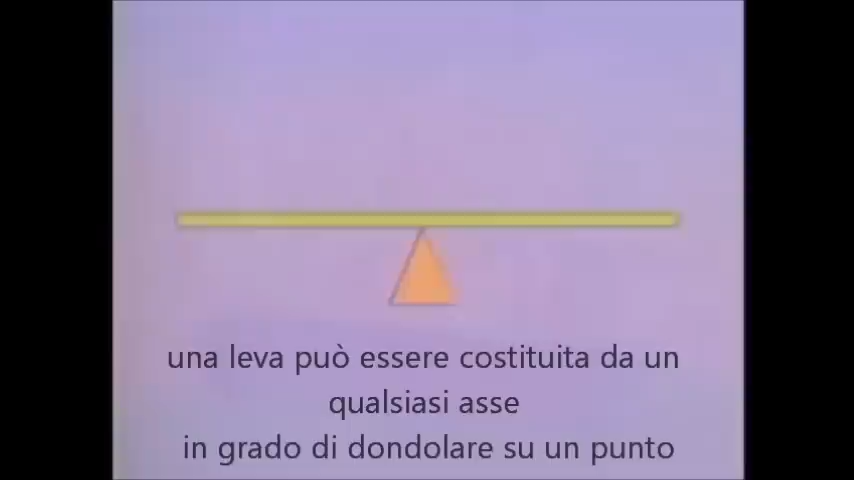 una leva può essere costituita da un
qualsiasi asse
in grado di dondolare su un punto